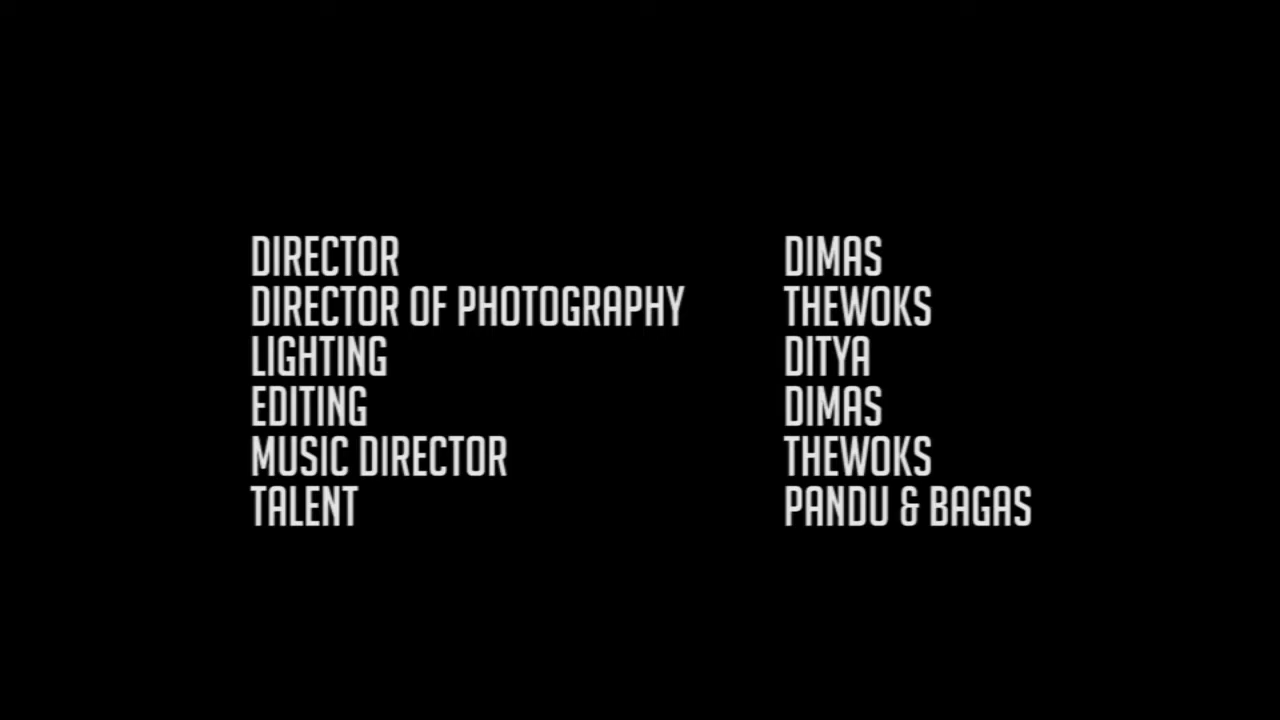 DIRECTOR DIMAS
DIRECTOR OF PHOTOGRAPHY THEWOKS
LIGHTING DITYA
EDITING DIMAS
MUSIC DIRECTOR THEWOKS
TALENT PANDU & BAGAS